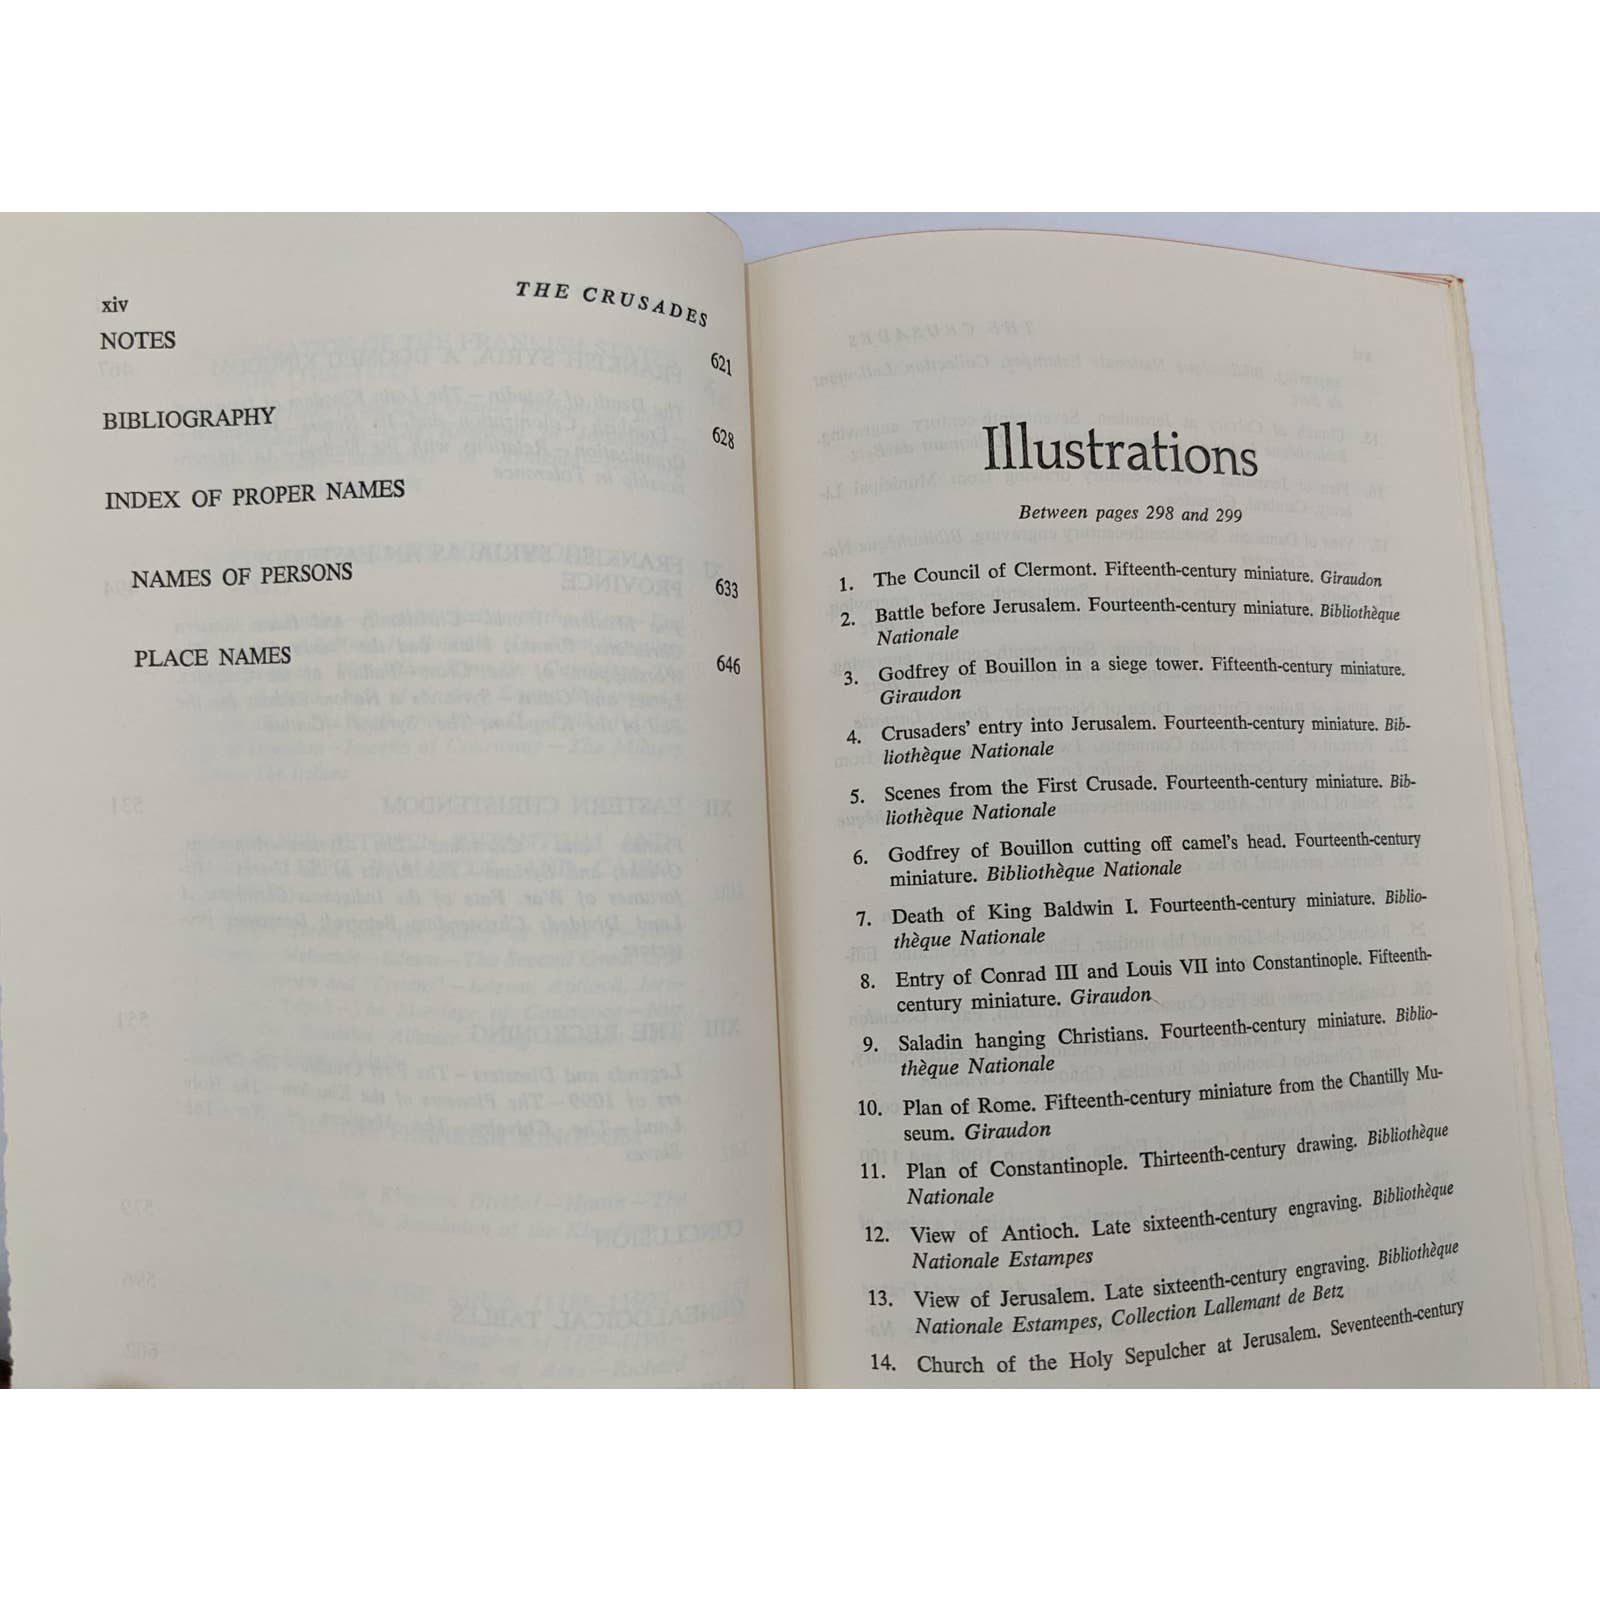 xiv THE CRUSADES
NOTES 621
BIBLIOGRAPHY 628
INDEX OF PROPER NAMES
NAMES OF PERSONS 633
PLACE NAMES 646
Illustrations
Between pages 298 and 299
1. The Council of Clermont. Fifteenth-century miniature. Giraudon
2. Battle before Jerusalem. Fourteenth-century miniature. Bibliothèque
Nationale
3. Godfrey of Bouillon in a siege tower. Fifteenth-century miniature.
Giraudon
4. Crusaders' entry into Jerusalem. Fourteenth-century miniature. Bib-
liothèque Nationale
5. Scenes from the First Crusade. Fourteenth-century miniature. Bib-
liothèque Nationale
6. Godfrey of Bouillon cutting off camel's head. Fourteenth-century
miniature. Bibliothèque Nationale
7. Death of King Baldwin I. Fourteenth-century miniature. Biblio-
thèque Nationale
8. Entry of Conrad III and Louis VII into Constantinople. Fifteenth-
century miniature. Giraudon
9. Saladin hanging Christians. Fourteenth-century miniature. Biblio-
thèque Nationale
10. Plan of Rome. Fifteenth-century miniature from the Chantilly Mu-
seum. Giraudon
11. Plan of Constantinople. Thirteenth-century drawing. Bibliothèque
Nationale
12. View of Antioch. Late sixteenth-century engraving. Bibliothèque
Nationale Estampes
13. View of Jerusalem. Late sixteenth-century engraving. Bibliothèque
Nationale Estampes, Collection Lallemant de Betz
14. Church of the Holy Sepulcher at Jerusalem. Seventeenth-century